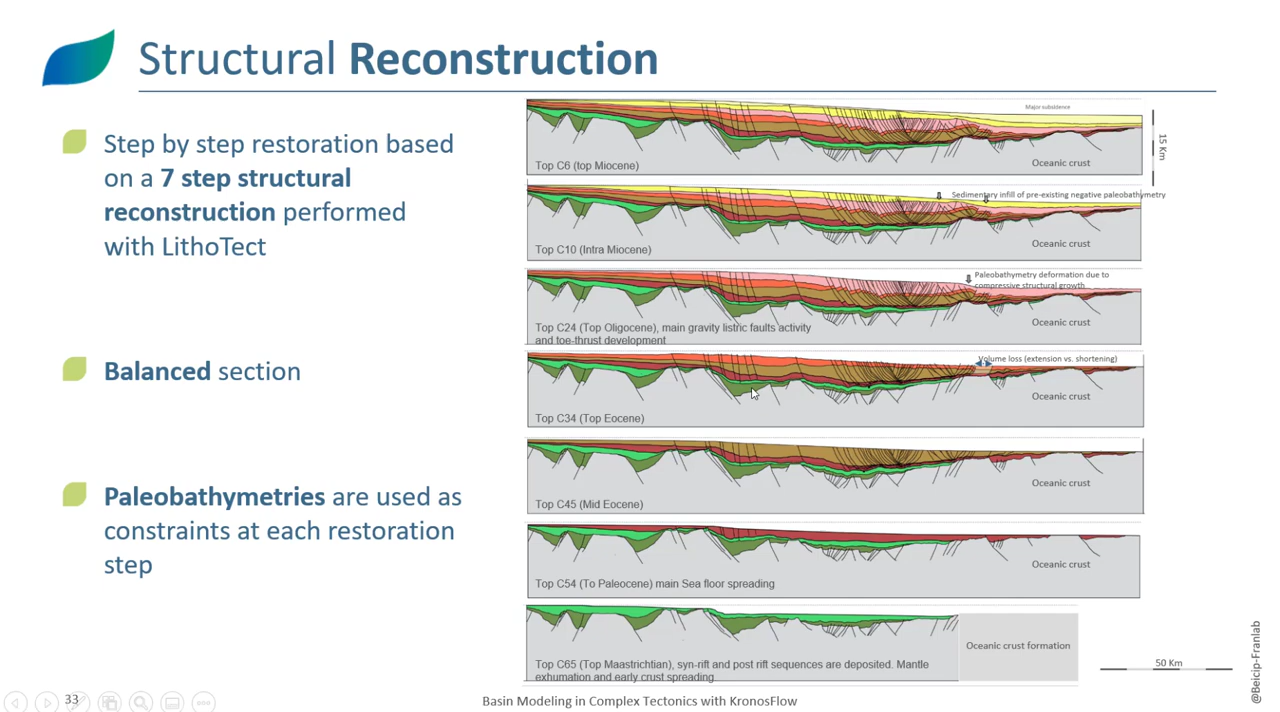 Structural Reconstruction
Step by step restoration based
on a 7 step structural
reconstruction performed
with LithoTect
Balanced section
Paleobathymetries are used as
constraints at each restoration
step
Major subsidence
Oceanic crust
Top C6 (top Miocene)
15 Km
Sedimentary infill of pre-existing negative paleobathymetry
Oceanic crust
Top C10 (Intra Miocene)
Paleobathymetry deformation due to
compressive structural growth
Oceanic crust
Top C24 (Top Oligocene), main gravity listric faults activity
and toe-thrust development
Volume loss (extension vs. shortening)
Oceanic crust
Top C34 (Top Eocene)
Oceanic crust
Top C45 (Mid Eocene)
Oceanic crust
Top C54 (To Paleocene) main Sea floor spreading
Oceanic crust formation
Top C65 (Top Maastrichtian), syn-rift and post rift sequences are deposited. Mantle
exhumation and early crust spreading
50 Km
@Beicip-Franlab
33
Basin Modeling in Complex Tectonics with KronosFlow